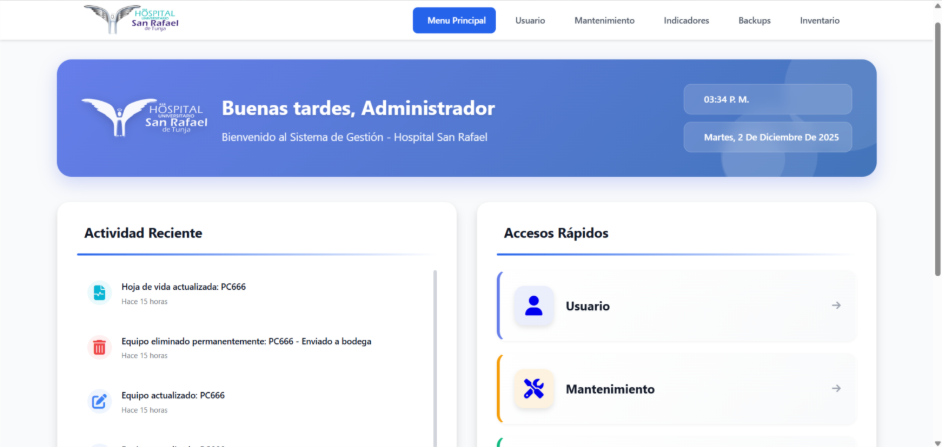 HOSPITAL
UNIVERSITARIO
San Rafael
de Tunja
Menu Principal
Usuario
Mantenimiento
Indicadores
Backups
Inventario
HOSPITAL
UNIVERSITARIO
San Rafael
de Tunja
Buenas tardes, Administrador
Bienvenido al Sistema de Gestión - Hospital San Rafael
03:34 P. M.
Martes, 2 De Diciembre De 2025
Actividad Reciente
Hoja de vida actualizada: PC666
Hace 15 horas
Equipo eliminado permanentemente: PC666 - Enviado a bodega
Hace 15 horas
Equipo actualizado: PC666
Hace 15 horas
Accesos Rápidos
Usuario
Mantenimiento